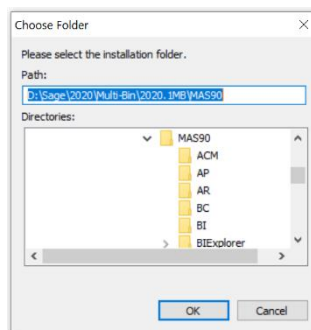 Choose Folder
Please select the installation folder.
Path:
D:\Sage\2020\Multi-Bin\2020.1MB\MAS90
Directories:
MAS90
ACM
AP
AR
BC
BI
BIExplorer
OK Cancel